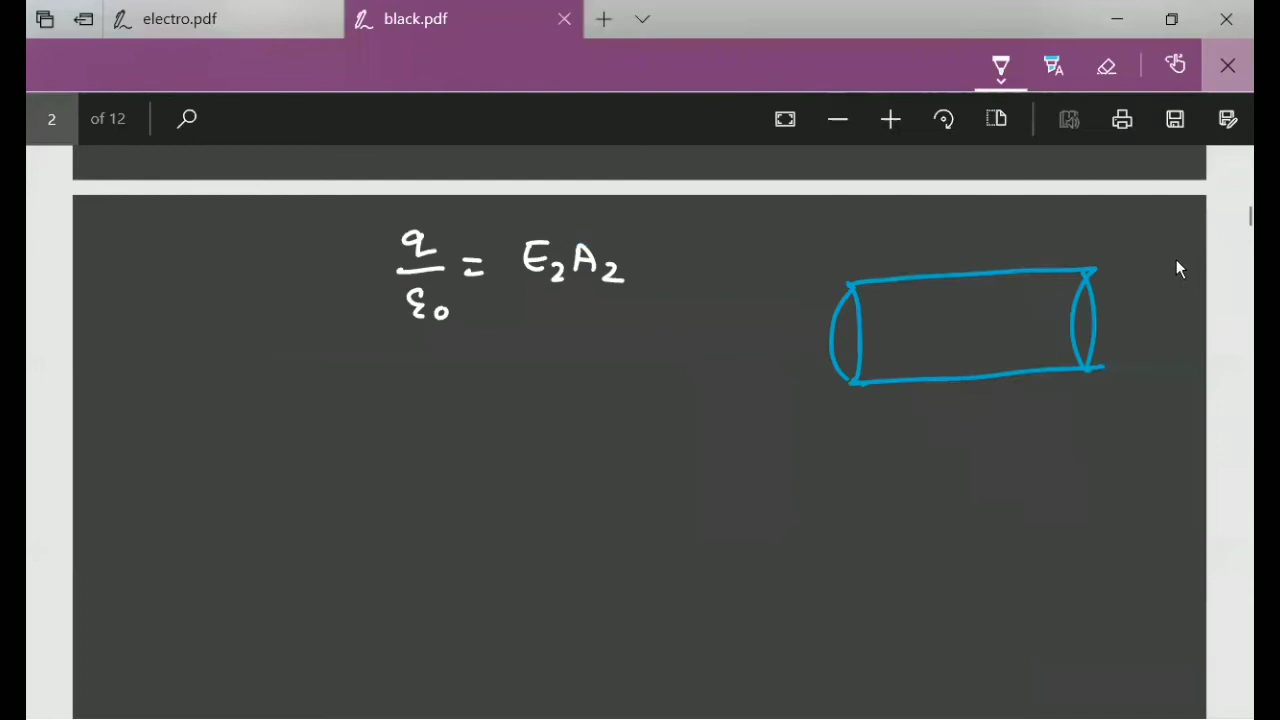 electro.pdf
black.pdf
2 of 12
q/ε₀ = E₂A₂